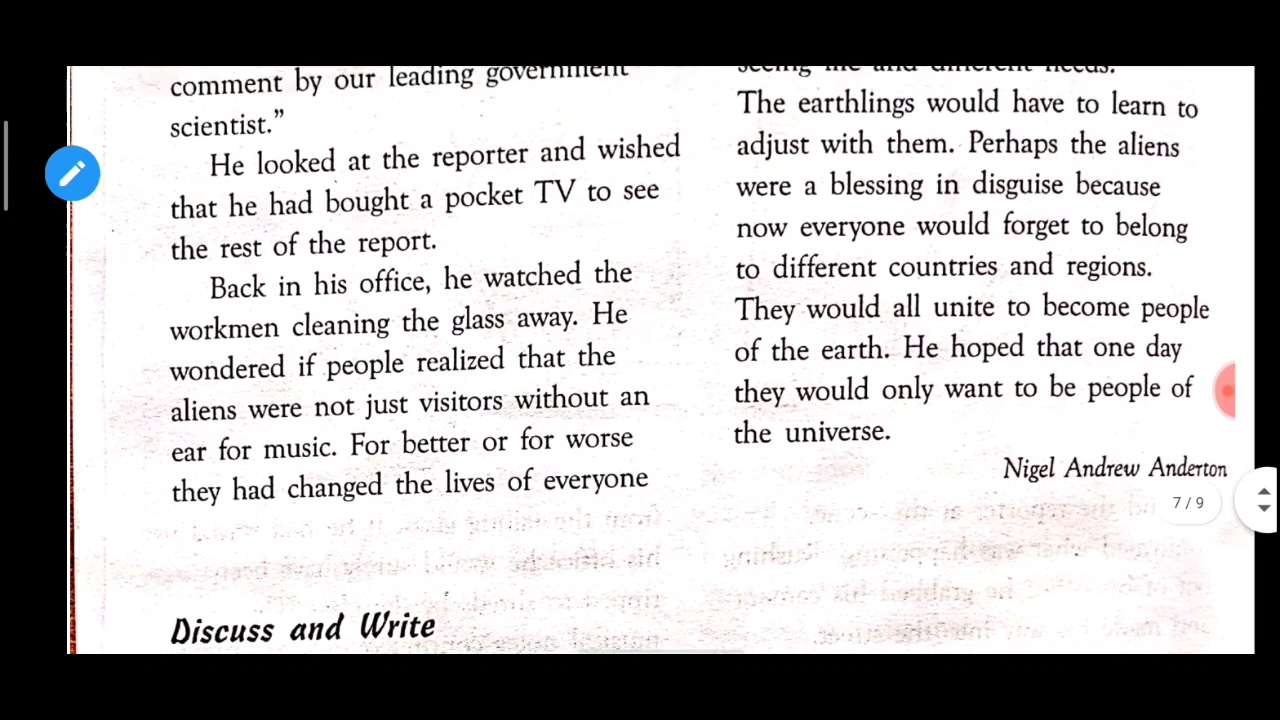 comment by our leading government
scientist.”
He looked at the reporter and wished
that he had bought a pocket TV to see
the rest of the report.
Back in his office, he watched the
workmen cleaning the glass away. He
wondered if people realized that the
aliens were not just visitors without an
ear for music. For better or for worse
they had changed the lives of everyone
seeing life and different needs.
The earthlings would have to learn to
adjust with them. Perhaps the aliens
were a blessing in disguise because
now everyone would forget to belong
to different countries and regions.
They would all unite to become people
of the earth. He hoped that one day
they would only want to be people of
the universe.
Nigel Andrew Anderton
7 / 9
Discuss and Write